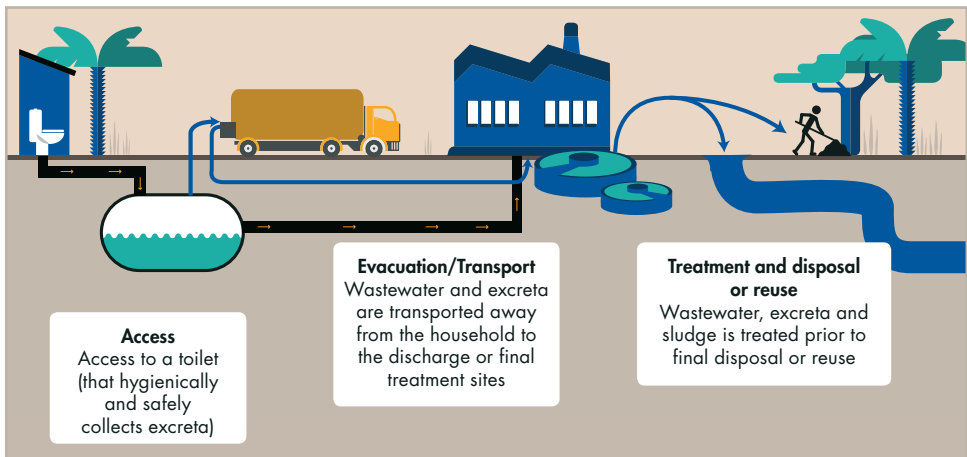 Access
Access to a toilet
(that hygienically
and safely
collects excreta)
Evacuation/Transport
Wastewater and excreta
are transported away
from the household to
the discharge or final
treatment sites
Treatment and disposal
or reuse
Wastewater, excreta and
sludge is treated prior to
final disposal or reuse